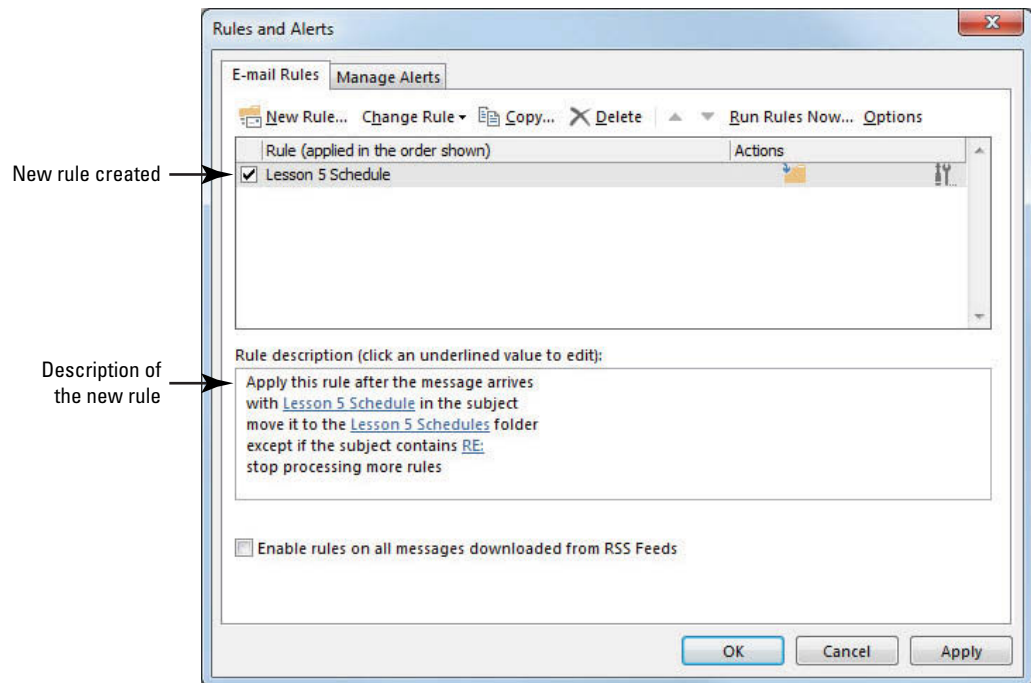 Rules and Alerts
X
E-mail Rules Manage Alerts
New Rule... Change Rule Copy... Delete Run Rules Now... Options
Rule (applied in the order shown) Actions
New rule created
Lesson 5 Schedule
Rule description (click an underlined value to edit):
Description of
the new rule
Apply this rule after the message arrives
with Lesson 5 Schedule in the subject
move it to the Lesson 5 Schedules folder
except if the subject contains RE:
stop processing more rules
Enable rules on all messages downloaded from RSS Feeds
OK Cancel Apply